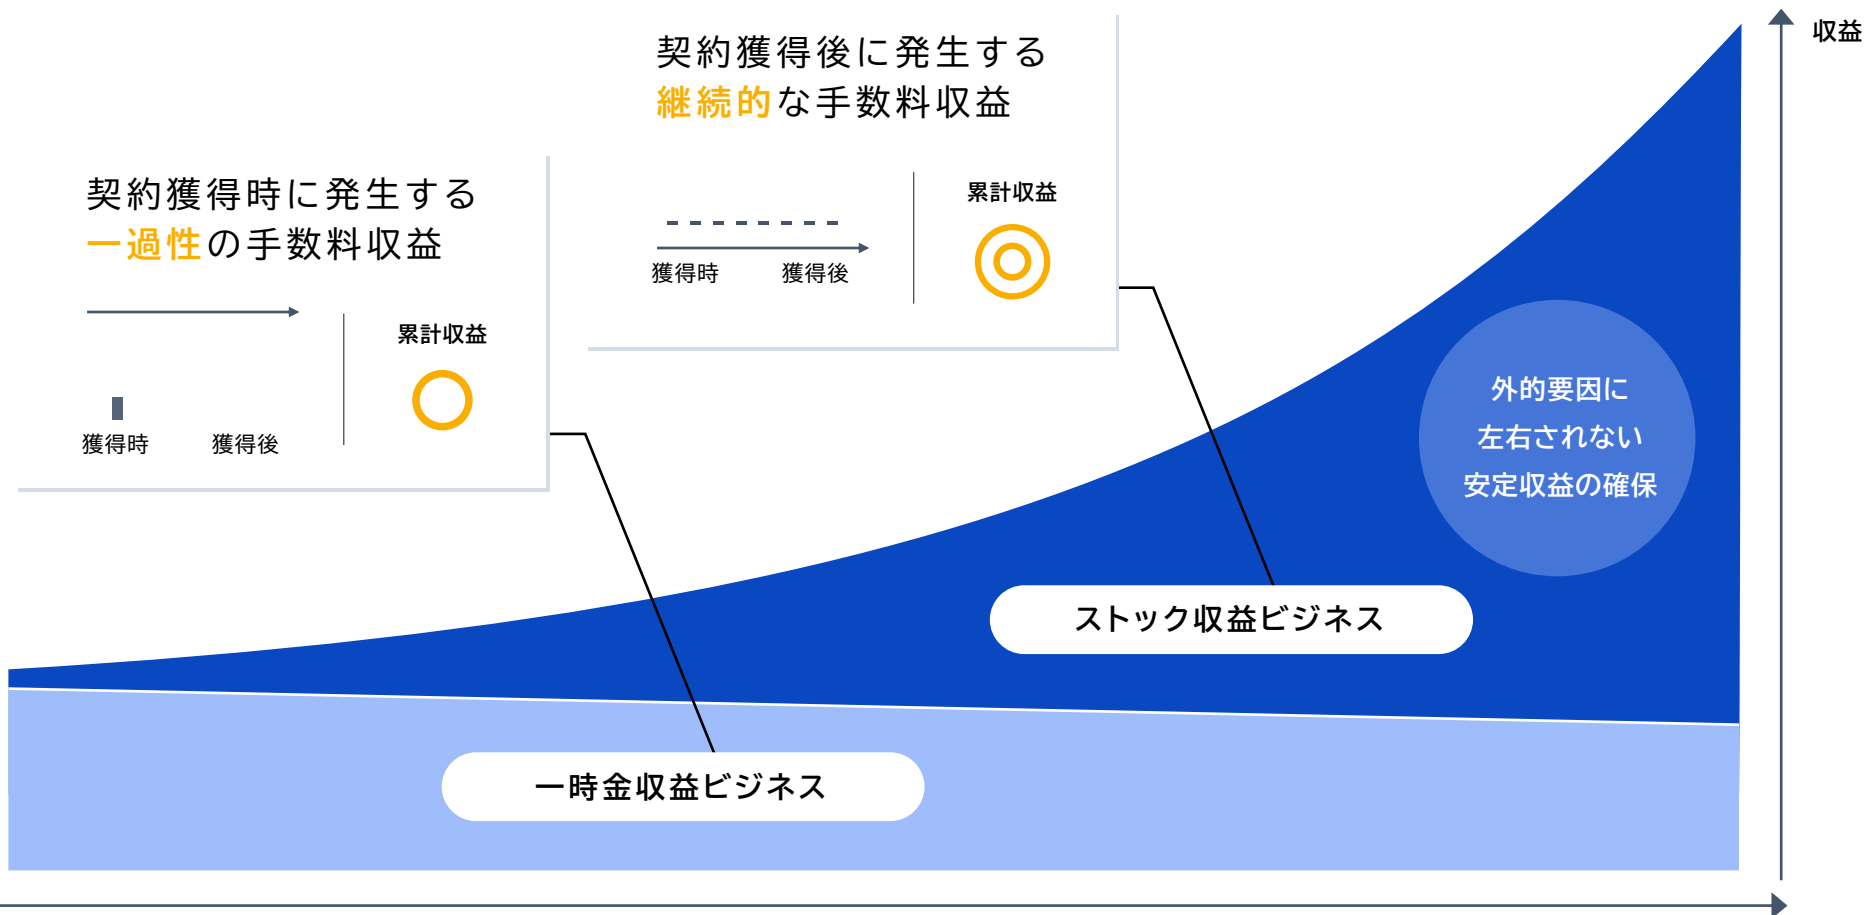 契約獲得時に発生する
一過性の手数料収益
獲得時
獲得後
累計収益
契約獲得後に発生する
継続的な手数料収益
獲得時
獲得後
累計収益
収益
外的要因に
左右されない
安定収益の確保
ストック収益ビジネス
一時金収益ビジネス